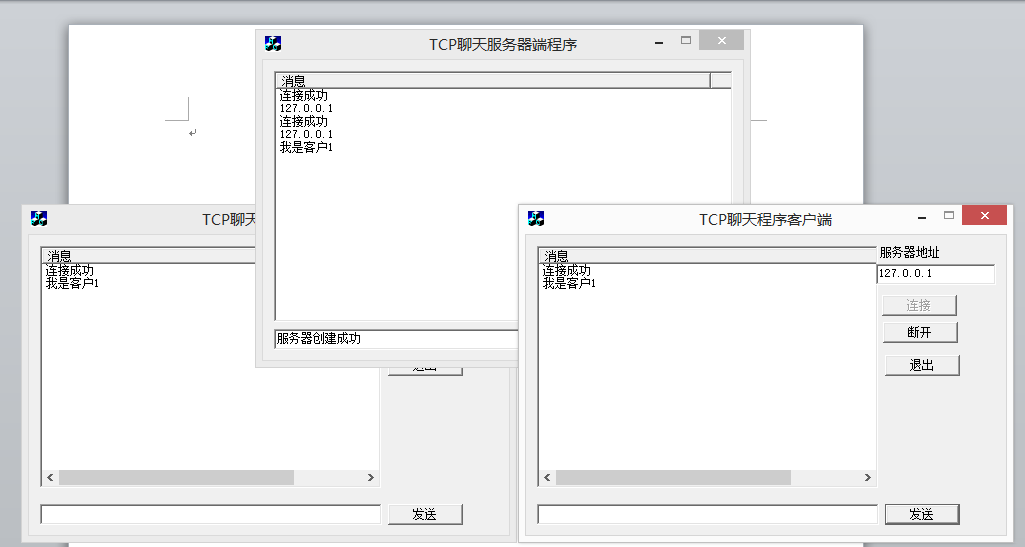 TCP聊天服务器端程序
消息
连接成功
127.0.0.1
连接成功
127.0.0.1
我是客户1
服务器创建成功
TCP聊天
消息
连接成功
我是客户1
退出
发送
TCP聊天程序客户端
消息
连接成功
我是客户1
服务器地址
127.0.0.1
连接
断开
退出
发送